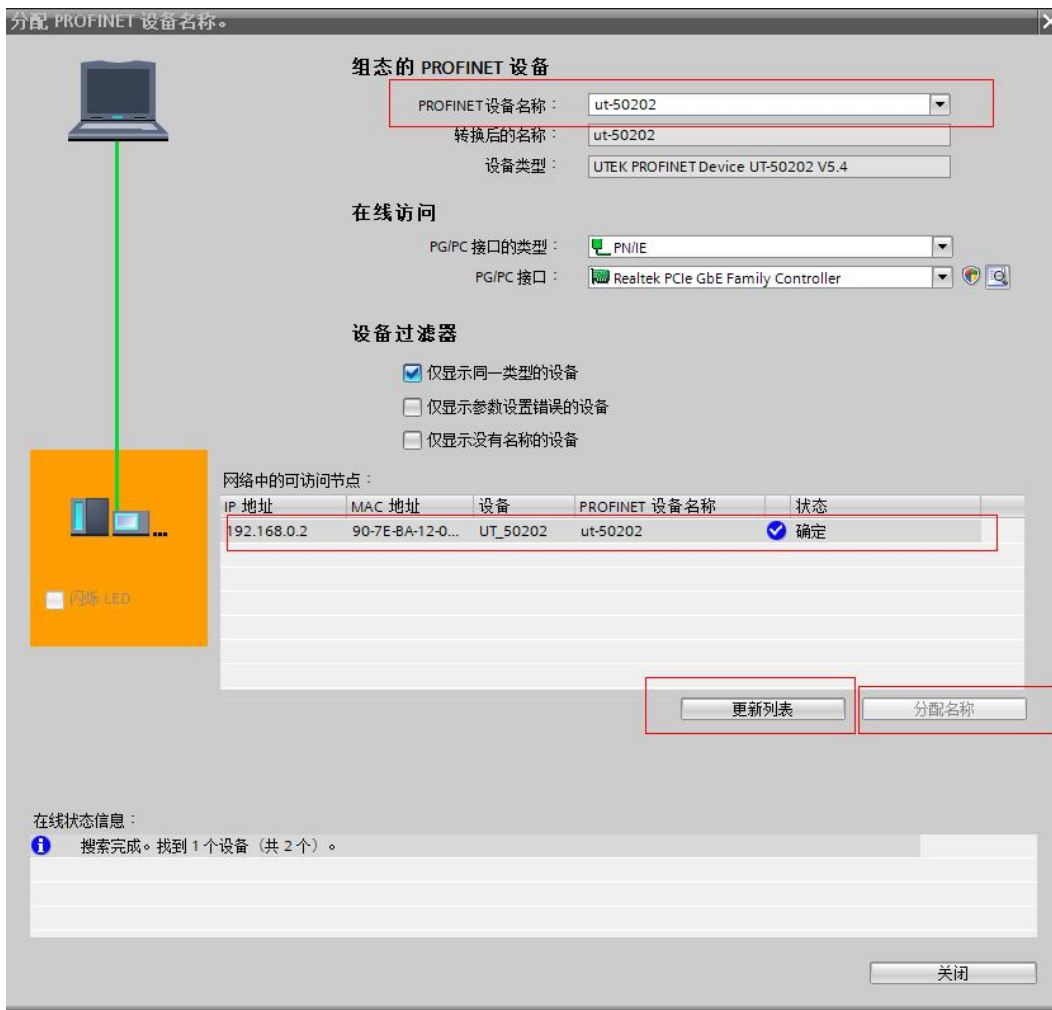 分配 PROFINET 设备名称。
组态的 PROFINET 设备
PROFINET设备名称： ut-50202
转换后的名称： ut-50202
设备类型： UTEK PROFINET Device UT-50202 V5.4
在线访问
PG/PC 接口的类型： PN/IE
PG/PC 接口： Realtek PCIe GbE Family Controller
设备过滤器
仅显示同一类型的设备
仅显示参数设置错误的设备
仅显示没有名称的设备
网络中的可访问节点：
IP 地址 MAC 地址 设备 PROFINET 设备名称 状态
192.168.0.2 90-7E-BA-12-0... UT_50202 ut-50202 确定
闪烁 LED
更新列表 分配名称
在线状态信息：
搜索完成。找到 1 个设备（共 2 个）。
关闭